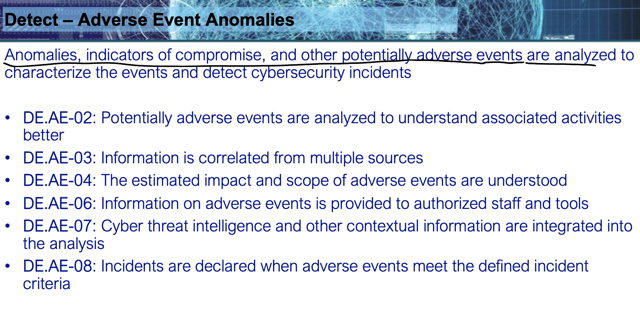 Detect – Adverse Event Anomalies
Anomalies, indicators of compromise, and other potentially adverse events are analyzed to
characterize the events and detect cybersecurity incidents
• DE.AE-02: Potentially adverse events are analyzed to understand associated activities
better
• DE.AE-03: Information is correlated from multiple sources
• DE.AE-04: The estimated impact and scope of adverse events are understood
• DE.AE-06: Information on adverse events is provided to authorized staff and tools
• DE.AE-07: Cyber threat intelligence and other contextual information are integrated into
the analysis
• DE.AE-08: Incidents are declared when adverse events meet the defined incident
criteria